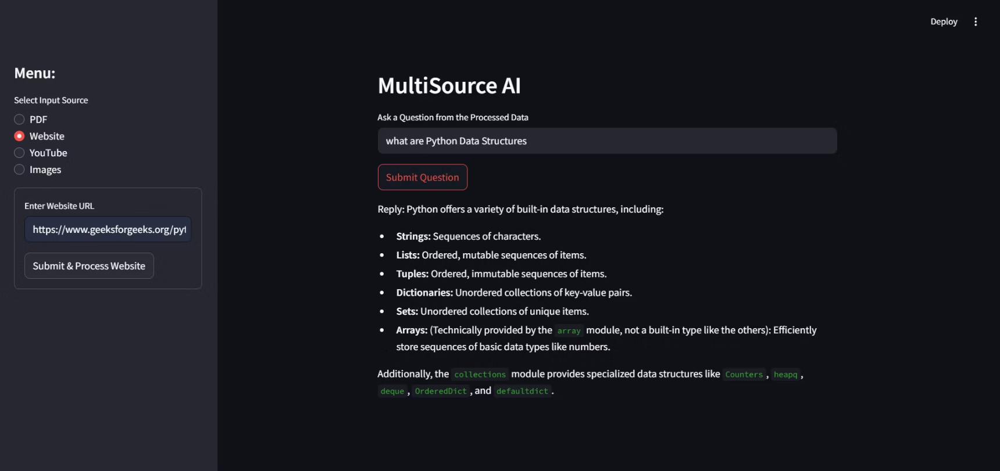 Deploy
Menu:
Select Input Source
PDF
Website
YouTube
Images
Enter Website URL
https://www.geeksforgeeks.org/pyt
Submit & Process Website
MultiSource AI
Ask a Question from the Processed Data
what are Python Data Structures
Submit Question
Reply: Python offers a variety of built-in data structures, including:
• Strings: Sequences of characters.
• Lists: Ordered, mutable sequences of items.
• Tuples: Ordered, immutable sequences of items.
• Dictionaries: Unordered collections of key-value pairs.
• Sets: Unordered collections of unique items.
• Arrays: (Technically provided by the array module, not a built-in type like the others): Efficiently
store sequences of basic data types like numbers.
Additionally, the collections module provides specialized data structures like Counters, heapq,
deque, OrderedDict, and defaultdict.